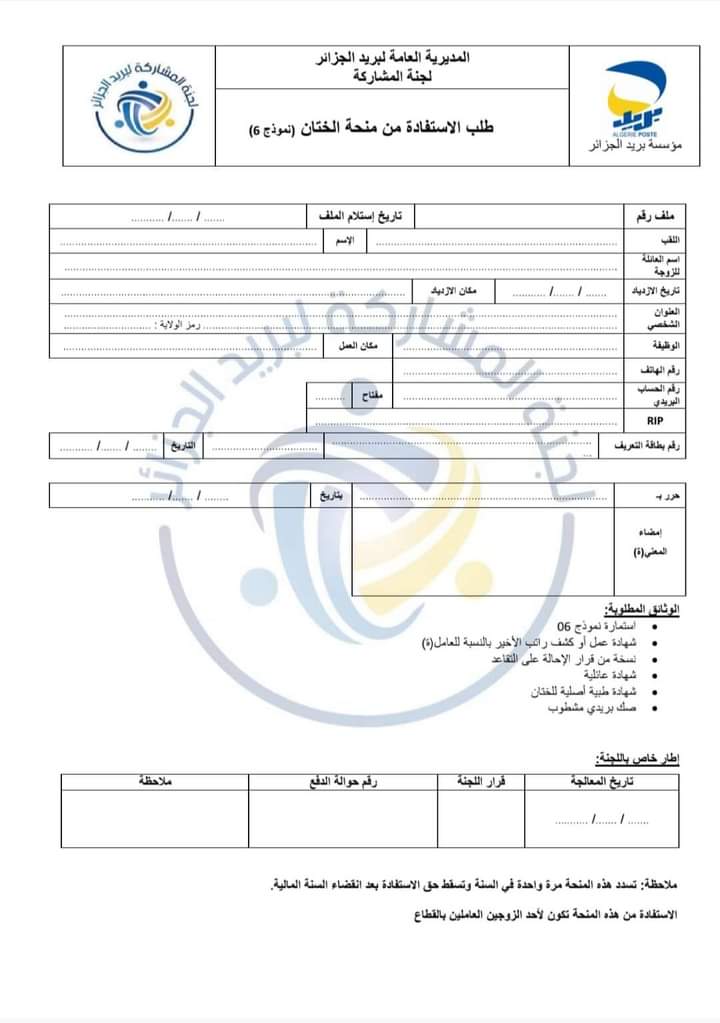 لجنة المشاركة لبريد الجزائر
المديرية العامة لبريد الجزائر
لجنة المشاركة
طلب الاستفادة من منحة الختان (نموذج 6)
بريد
ALGERIE POSTE
مؤسسة بريد الجزائر
ملف رقم
تاريخ إستلام الملف ....... / ......./ ...........
اللقب ........ الإسم ........
اسم العائلة للزوجة ........
تاريخ الازدياد ....... / ......./ ........... مكان الازدياد ........
العنوان الشخصي ........
........ رمز الولاية : ........
الوظيفة ........ مكان العمل ........
رقم الهاتف ........
رقم الحساب البريدي ........ مفتاح ........
RIP ........
رقم بطاقة التعريف ........ التاريخ ....... / ....... / ...........
لجنة المشاركة لبريد الجزائر
حرر بـ ........ بتاريخ ........ / ......./ ...........
إمضاء
المعني(ة)
الوثائق المطلوبة:
• استمارة نموذج 06
• شهادة عمل أو كشف راتب الأخير بالنسبة للعامل(ة)
• نسخة من قرار الإحالة على التقاعد
• شهادة عائلية
• شهادة طبية أصلية للختان
• صك بريدي مشطوب
إطار خاص باللجنة:
تاريخ المعالجة قرار اللجنة رقم حوالة الدفع ملاحظة
....... / ......./ ...........
ملاحظة: تسدد هذه المنحة مرة واحدة في السنة وتسقط حق الاستفادة بعد انقضاء السنة المالية.
الاستفادة من هذه المنحة تكون لأحد الزوجين العاملين بالقطاع